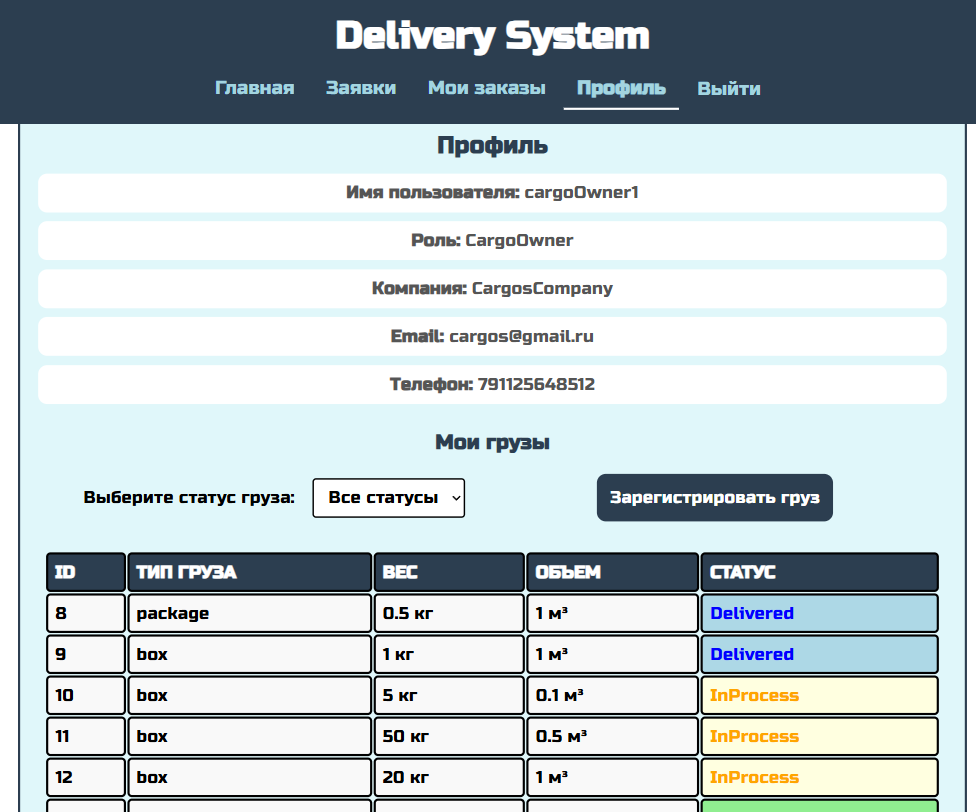 Delivery System
Главная Заявки Мои заказы Профиль Выйти
Профиль
Имя пользователя: cargoOwner1
Роль: CargoOwner
Компания: CargosCompany
Email: cargos@gmail.ru
Телефон: 791125648512
Мои грузы
Выберите статус груза: Все статусы Зарегистрировать груз
ID ТИП ГРУЗА ВЕС ОБЪЕМ СТАТУС
8 package 0.5 кг 1 м³ Delivered
9 box 1 кг 1 м³ Delivered
10 box 5 кг 0.1 м³ InProcess
11 box 50 кг 0.5 м³ InProcess
12 box 20 кг 1 м³ InProcess